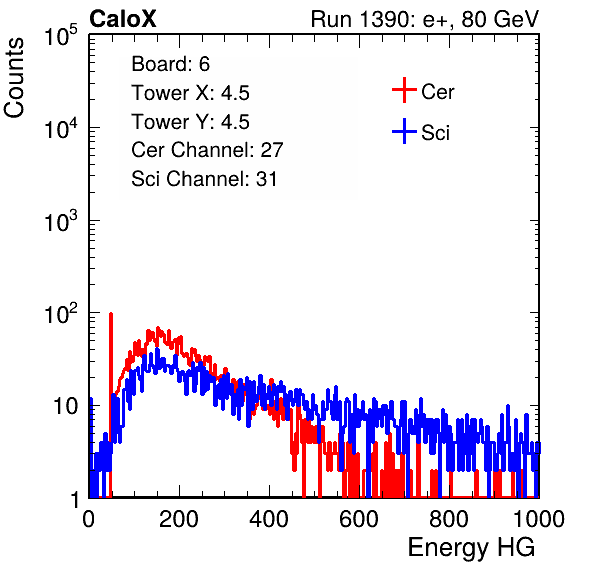 CaloX Run 1390: e+, 80 GeV
Counts
10^5
10^4
10^3
10^2
10
1
Board: 6
Tower X: 4.5
Tower Y: 4.5
Cer Channel: 27
Sci Channel: 31
Cer
Sci
0 200 400 600 800 1000
Energy HG